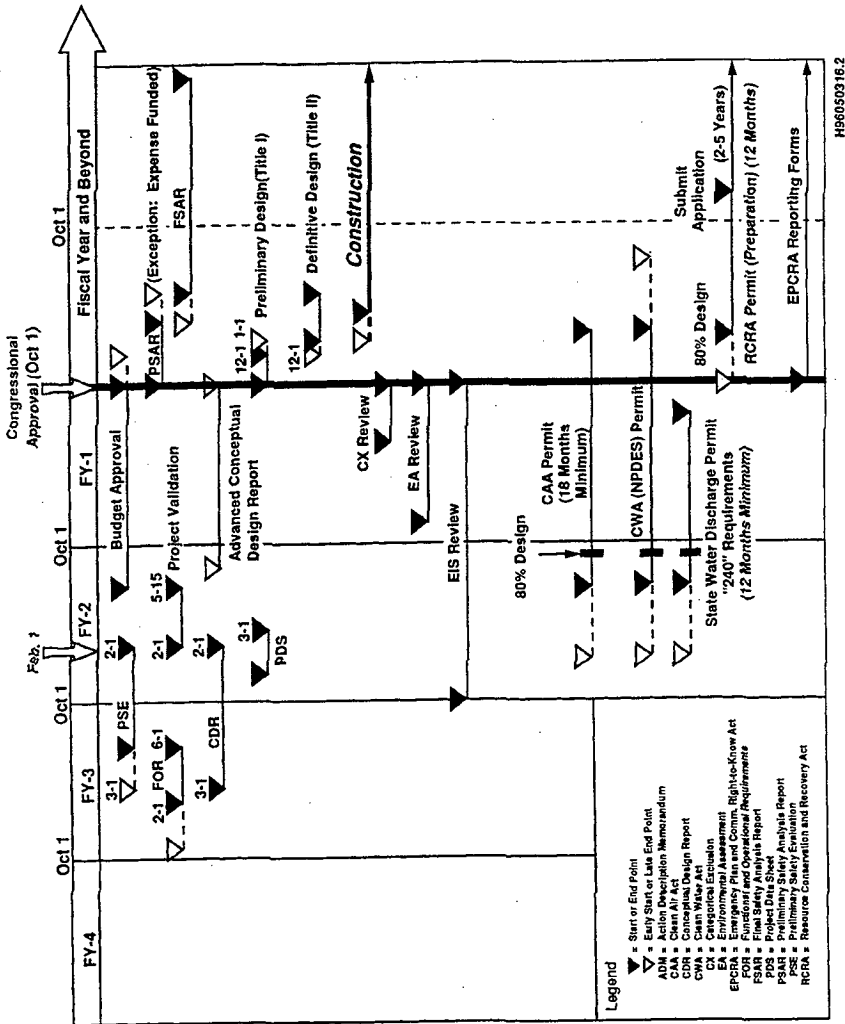 Congressional
Approval (Oct 1)
Feb. 1
FY-4
Oct 1
FY-3
Oct 1
FY-2
Oct 1
FY-1
Fiscal Year and Beyond
Oct 1
3-1
PSE
2-1
Budget Approval
2-1
FOR
6-1
2-1
5-15
Project Validation
PSAR
(Exception: Expense Funded)
FSAR
3-1
CDR
2-1
Advanced Conceptual
Design Report
3-1
PDS
12-1
1-1
Preliminary Design(Title I)
12-1
Definitive Design (Title II)
Construction
CX Review
EA Review
EIS Review
80% Design
CAA Permit
(18 Months
Minimum)
CWA (NPDES) Permit
State Water Discharge Permit
"240" Requirements
(12 Months Minimum)
80% Design
Submit
Application
(2-5 Years)
RCRA Permit (Preparation) (12 Months)
EPCRA Reporting Forms
Legend
= Start or End Point
= Early Start or Late End Point
ADM = Action Description Memorandum
CAA = Clean Air Act
CDR = Conceptual Design Report
CWA = Clean Water Act
CX = Categorical Exclusion
EA = Environmental Assessment
EPCRA = Emergency Plan and Comm. Right-to-Know Act
FOR = Functional and Operational Requirements
FSAR = Final Safety Analysis Report
PDS = Project Data Sheet
PSAR = Preliminary Safety Analysis Report
PSE = Preliminary Safety Evaluation
RCRA = Resource Conservation and Recovery Act
H96050316.2